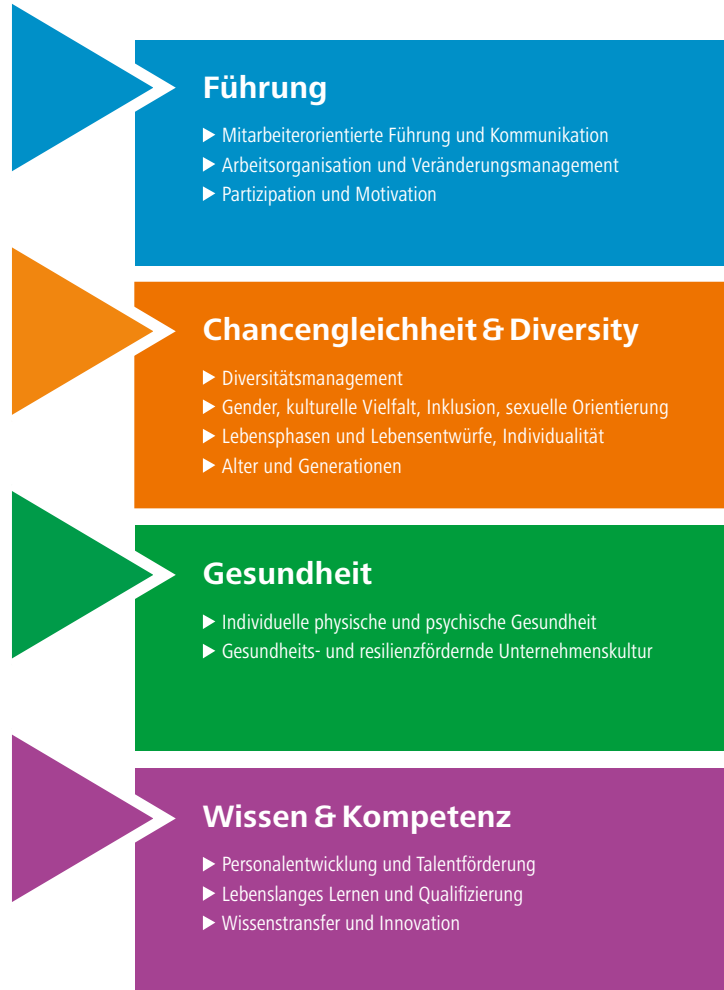 Führung
▶ Mitarbeiterorientierte Führung und Kommunikation
▶ Arbeitsorganisation und Veränderungsmanagement
▶ Partizipation und Motivation
Chancengleichheit & Diversity
▶ Diversitätsmanagement
▶ Gender, kulturelle Vielfalt, Inklusion, sexuelle Orientierung
▶ Lebensphasen und Lebensentwürfe, Individualität
▶ Alter und Generationen
Gesundheit
▶ Individuelle physische und psychische Gesundheit
▶ Gesundheits- und resilienzfördernde Unternehmenskultur
Wissen & Kompetenz
▶ Personalentwicklung und Talentförderung
▶ Lebenslanges Lernen und Qualifizierung
▶ Wissenstransfer und Innovation